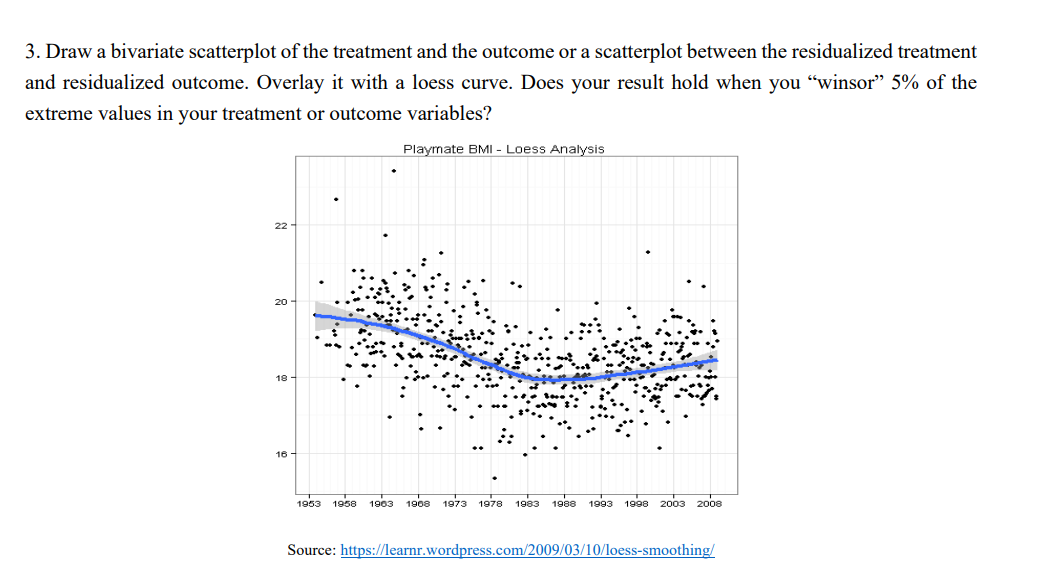 3. Draw a bivariate scatterplot of the treatment and the outcome or a scatterplot between the residualized treatment
and residualized outcome. Overlay it with a loess curve. Does your result hold when you “winsor” 5% of the
extreme values in your treatment or outcome variables?
Playmate BMI - Loess Analysis
22
20
18
16
1953 1958 1963 1968 1973 1978 1983 1988 1993 1998 2003 2008
Source: https://learnr.wordpress.com/2009/03/10/loess-smoothing/